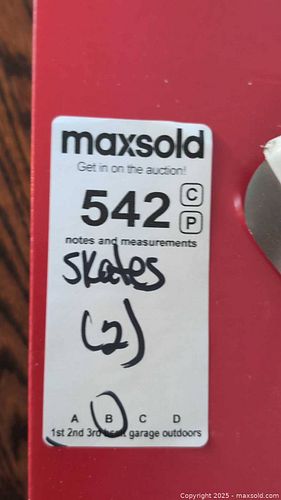 maxsold
Get in on the auction!
542 C
P
notes and measurements
skates
(2)
A B C D
1st 2nd 3rd garage outdoors
Copyright 2025 - maxsold.com